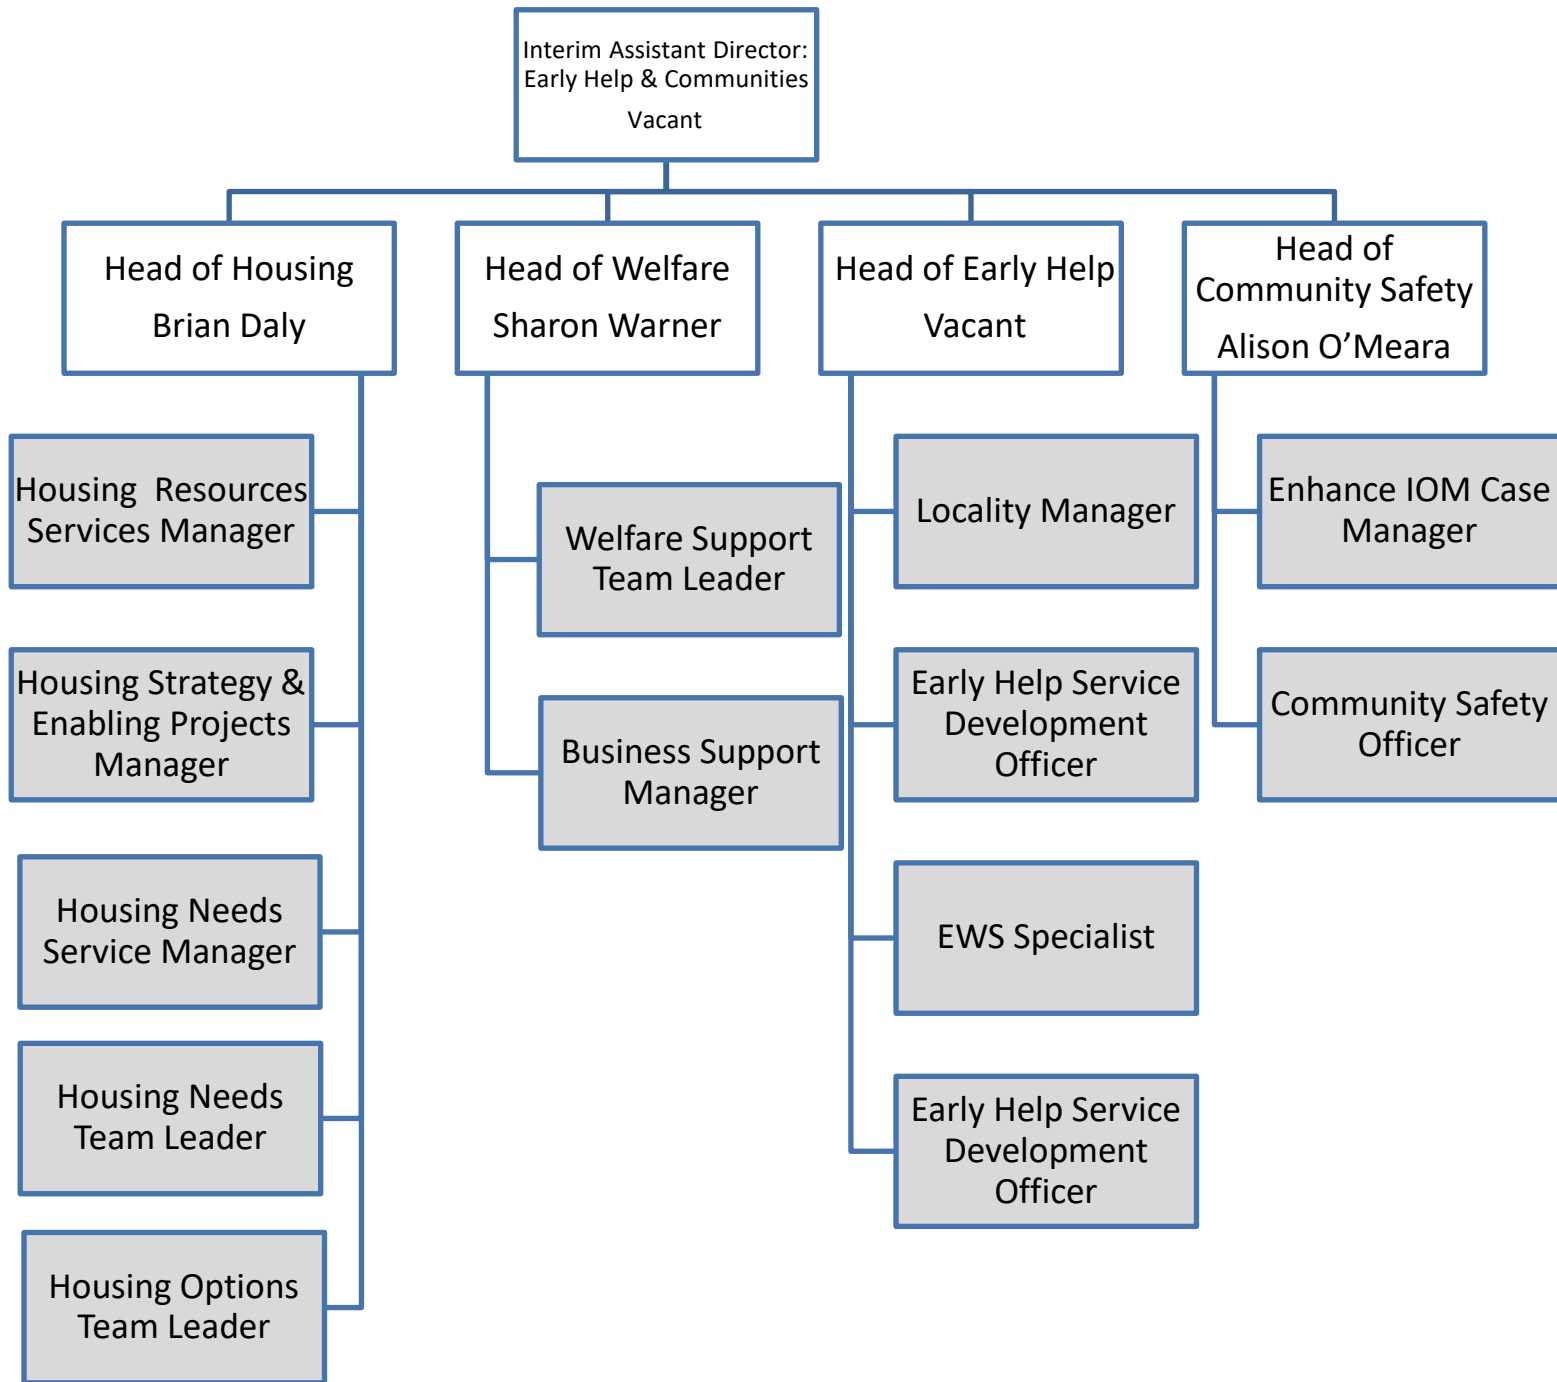 Interim Assistant Director:
Early Help & Communities
Vacant
Head of Housing
Brian Daly
Head of Welfare
Sharon Warner
Head of Early Help
Vacant
Head of
Community Safety
Alison O’Meara
Housing Resources
Services Manager
Housing Strategy &
Enabling Projects
Manager
Housing Needs
Service Manager
Housing Needs
Team Leader
Housing Options
Team Leader
Welfare Support
Team Leader
Business Support
Manager
Locality Manager
Early Help Service
Development
Officer
EWS Specialist
Early Help Service
Development
Officer
Enhance IOM Case
Manager
Community Safety
Officer